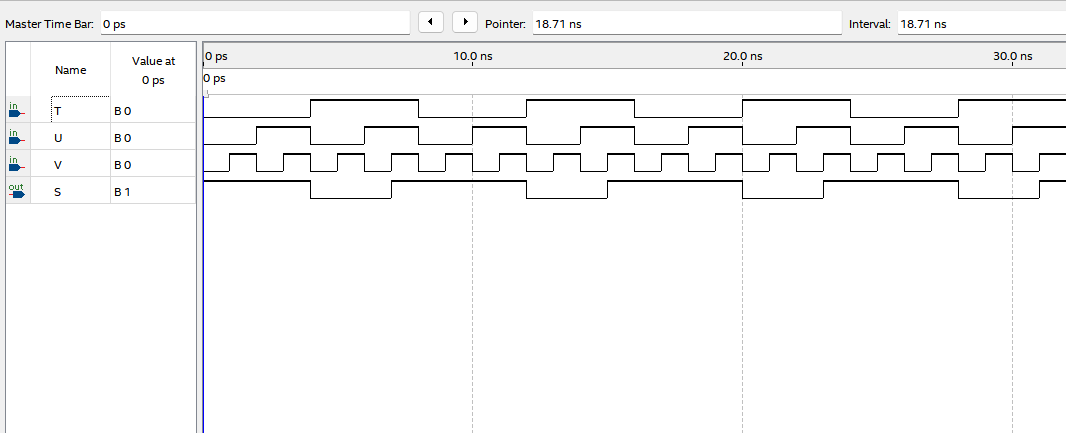 Master Time Bar: 0 ps Pointer: 18.71 ns Interval: 18.71 ns
Name Value at 0 ps
0 ps 10.0 ns 20.0 ns 30.0 ns
0 ps
in T B 0
in U B 0
in V B 0
out S B 1